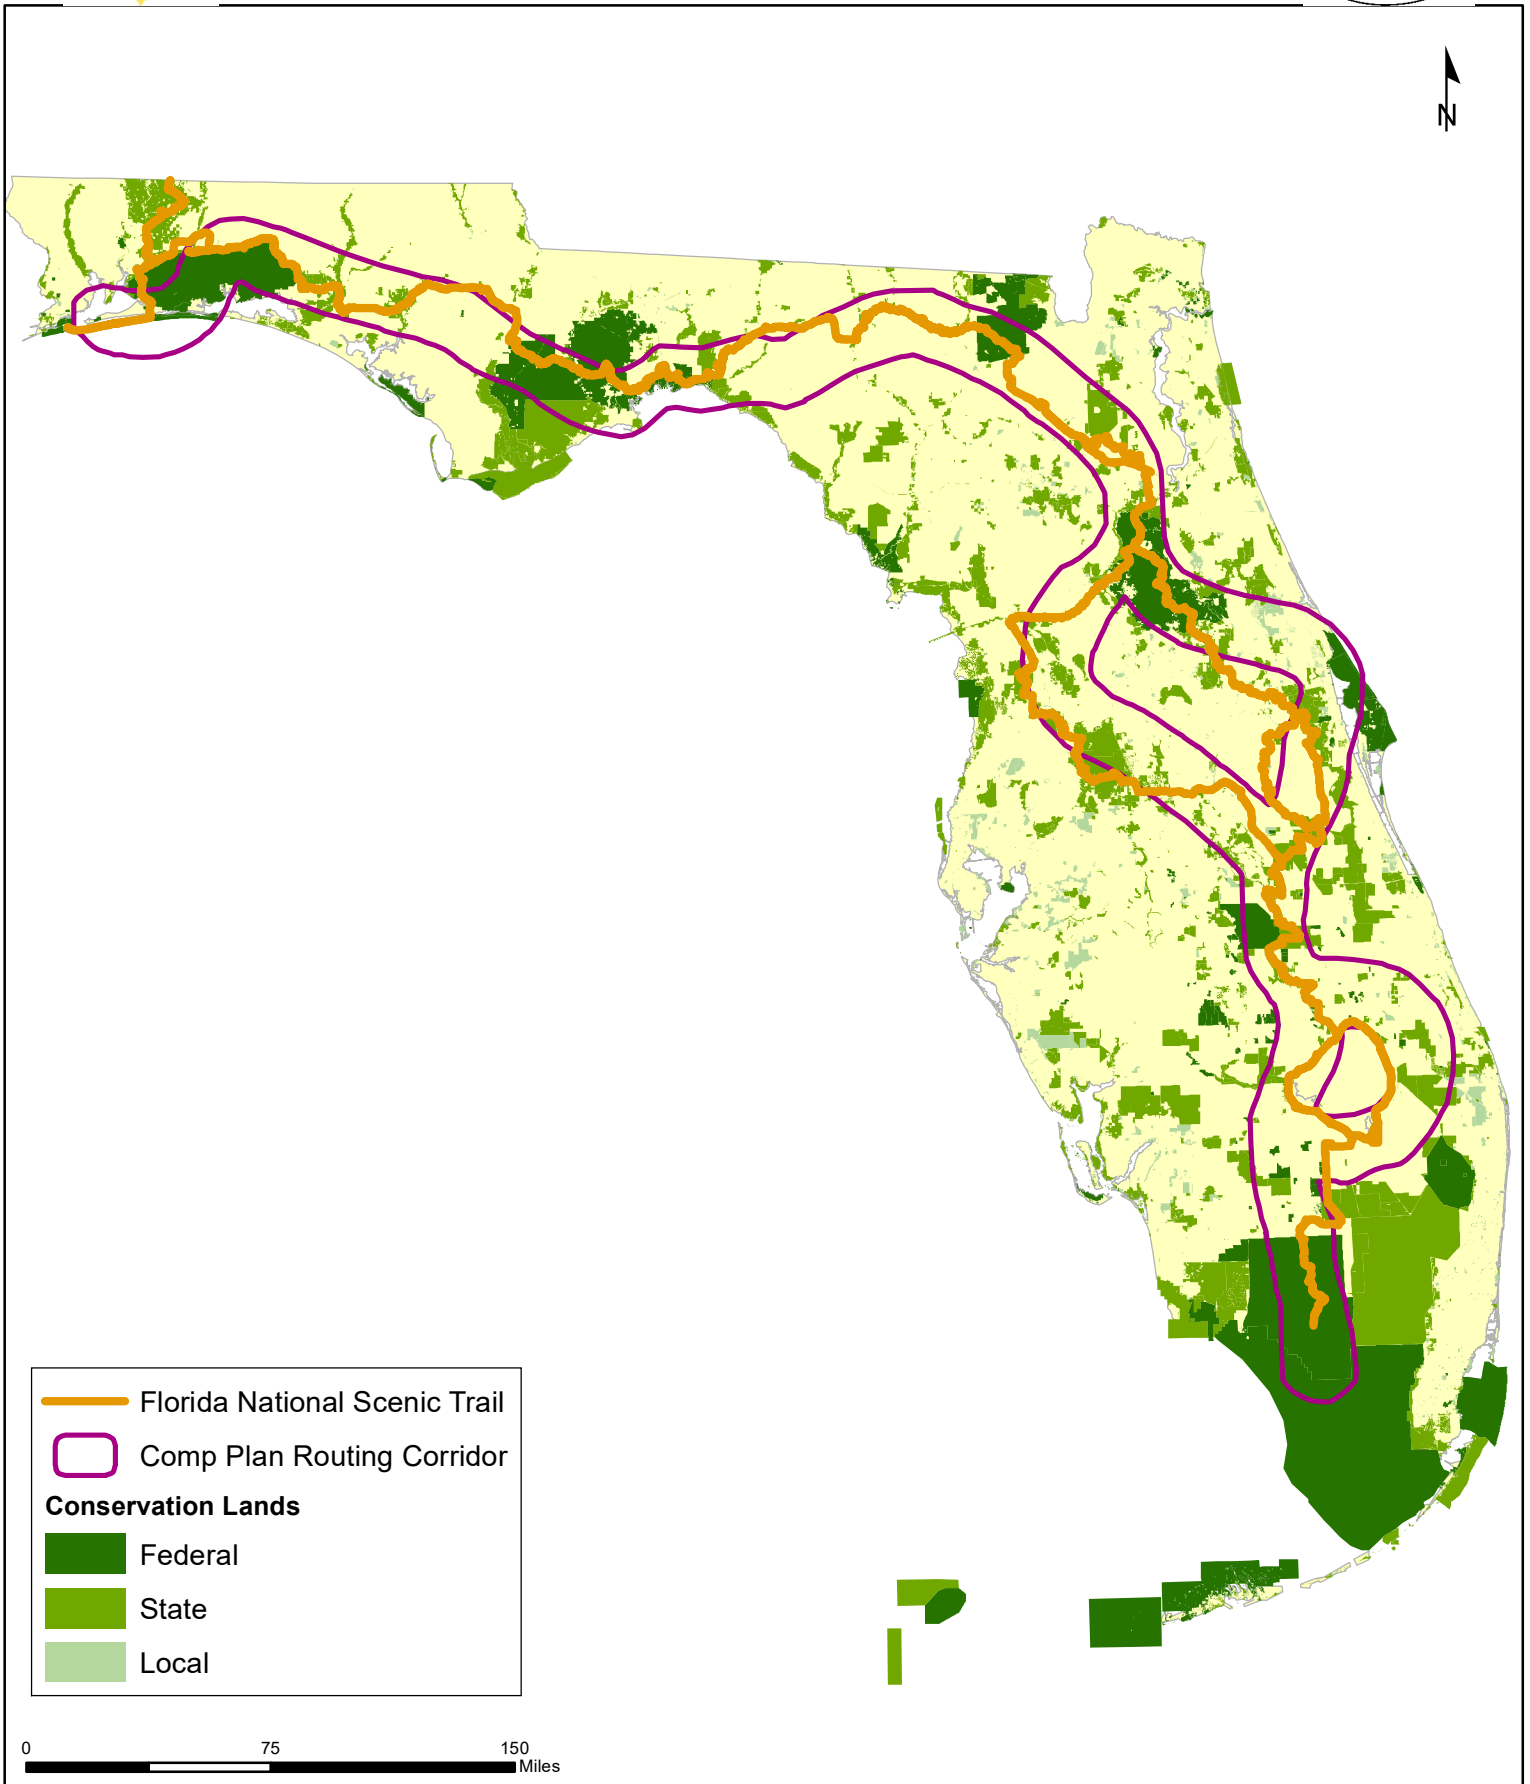 N
Florida National Scenic Trail
Comp Plan Routing Corridor
Conservation Lands
Federal
State
Local
0 75 150
Miles